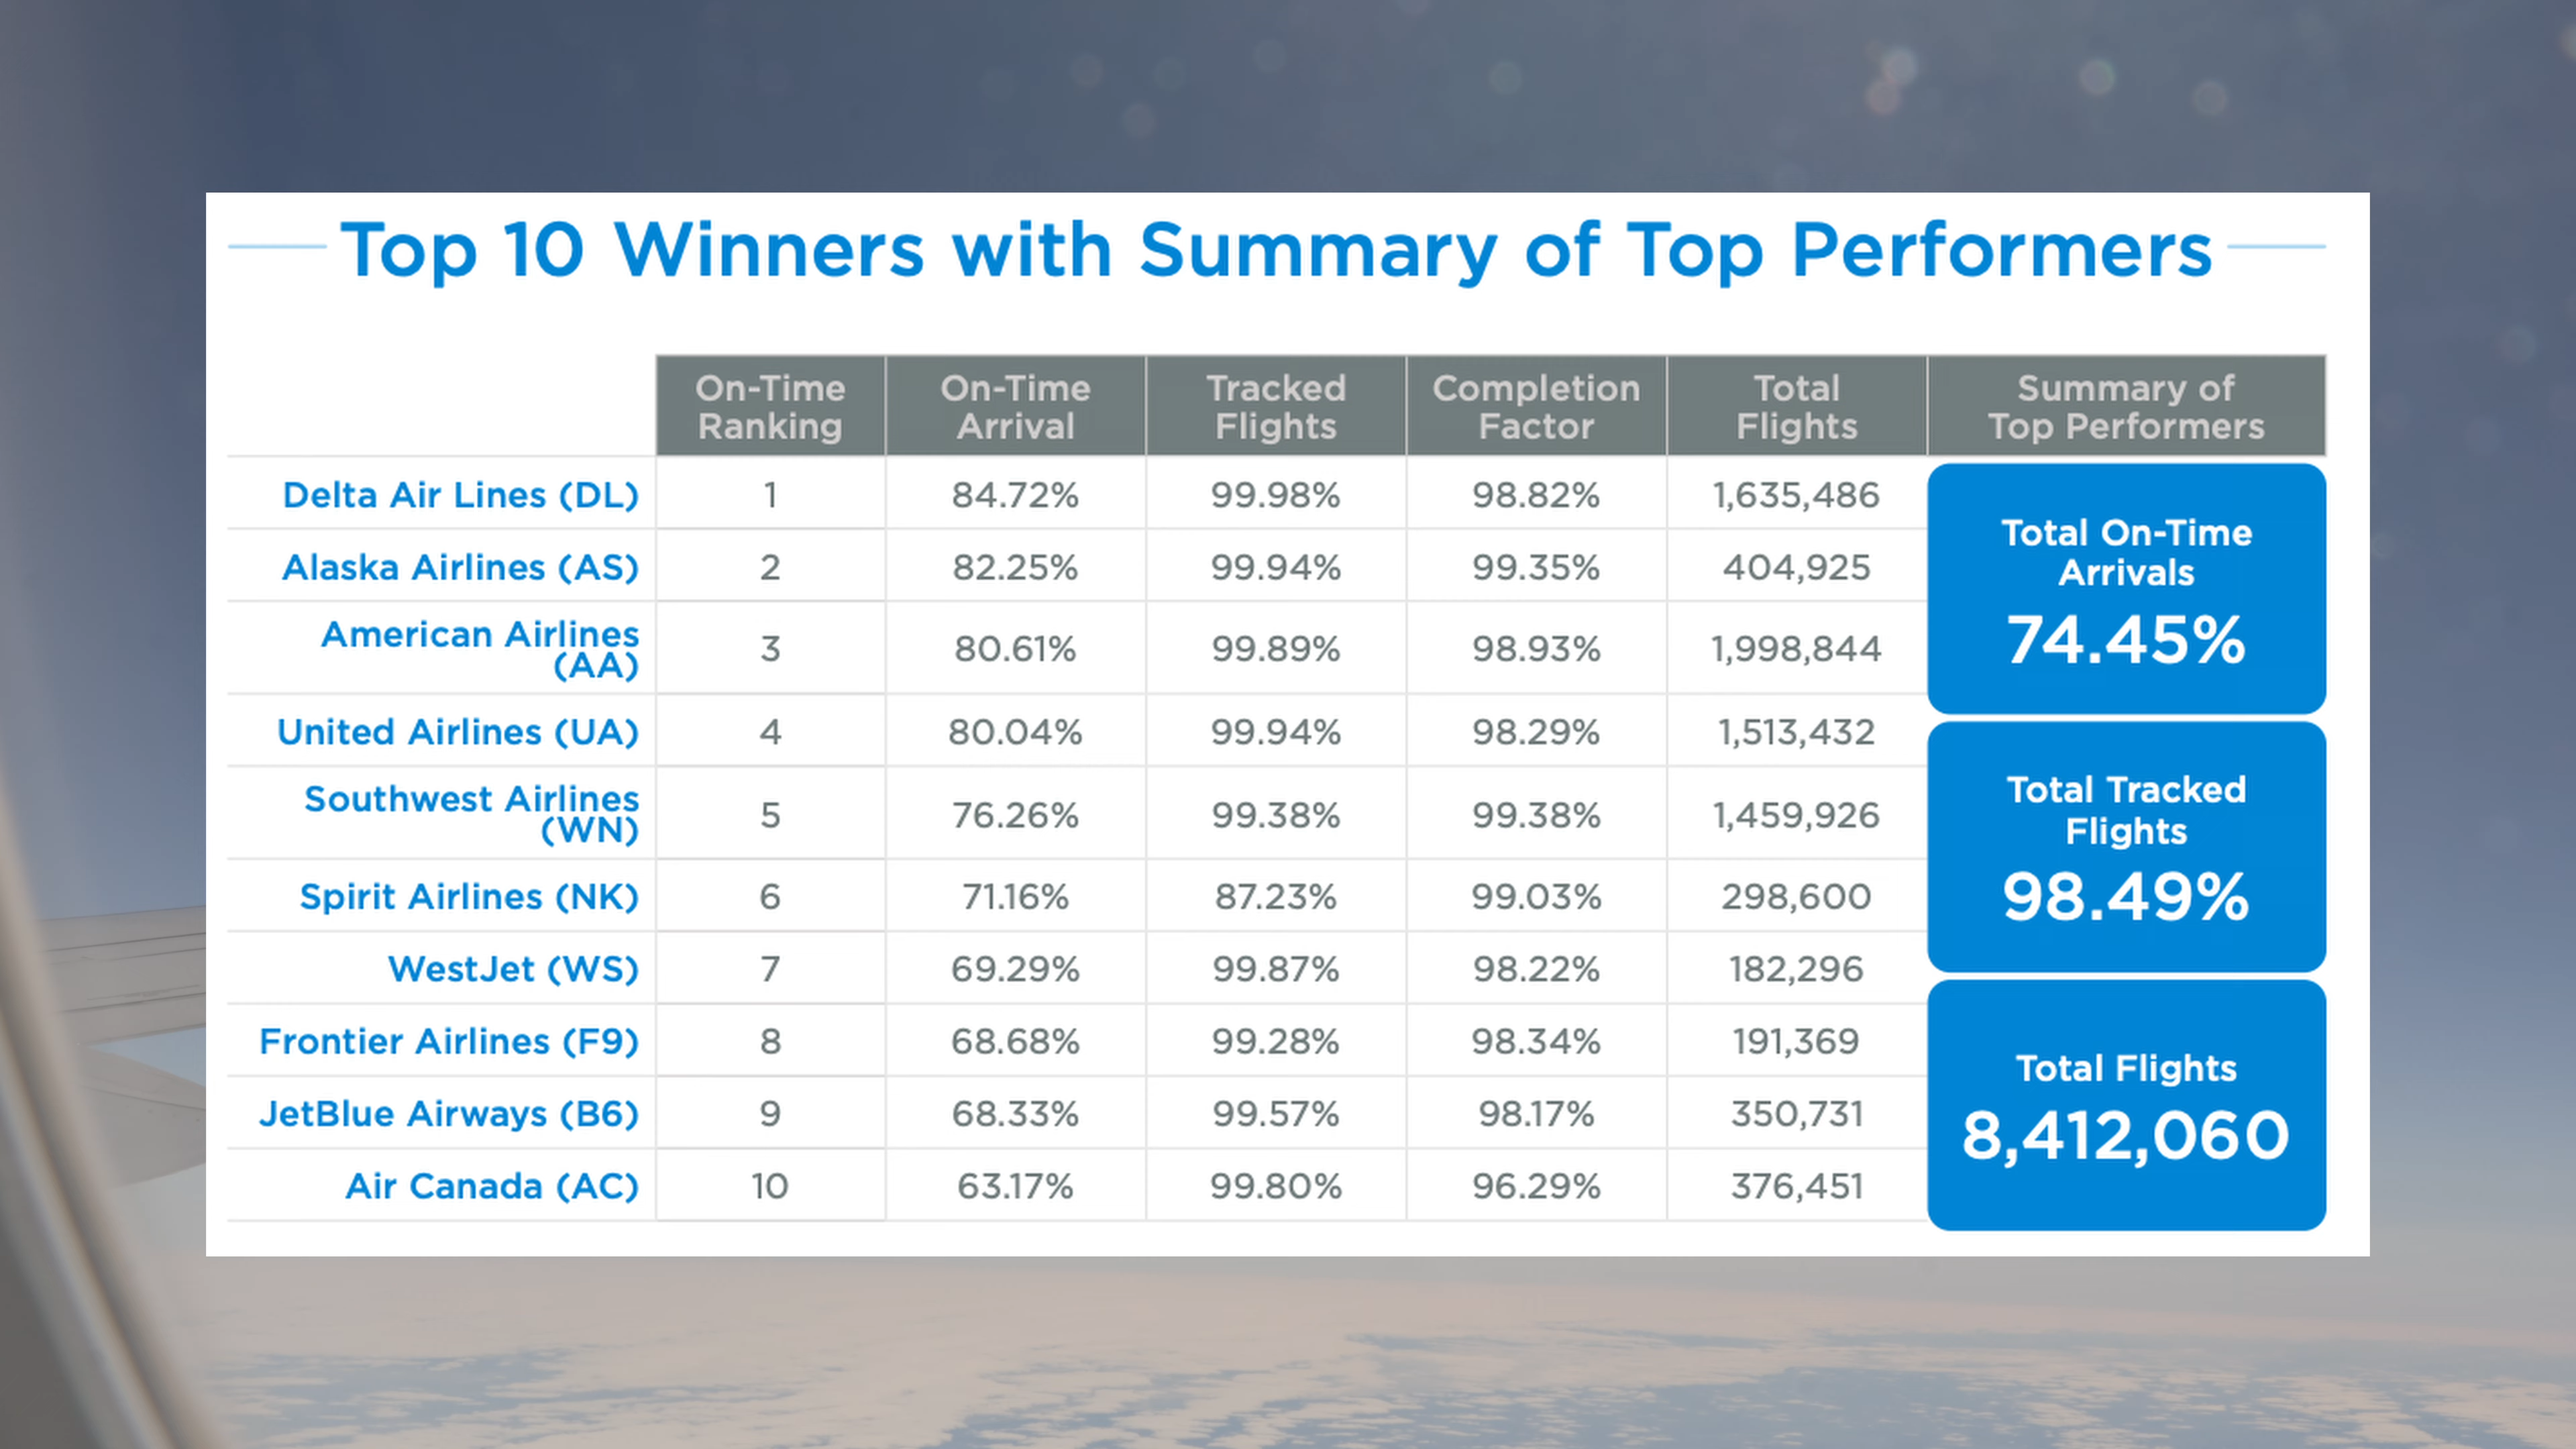 Top 10 Winners with Summary of Top Performers
On-Time Ranking On-Time Arrival Tracked Flights Completion Factor Total Flights Summary of Top Performers
Delta Air Lines (DL) 1 84.72% 99.98% 98.82% 1,635,486
Alaska Airlines (AS) 2 82.25% 99.94% 99.35% 404,925
American Airlines (AA) 3 80.61% 99.89% 98.93% 1,998,844
United Airlines (UA) 4 80.04% 99.94% 98.29% 1,513,432
Southwest Airlines (WN) 5 76.26% 99.38% 99.38% 1,459,926
Spirit Airlines (NK) 6 71.16% 87.23% 99.03% 298,600
WestJet (WS) 7 69.29% 99.87% 98.22% 182,296
Frontier Airlines (F9) 8 68.68% 99.28% 98.34% 191,369
JetBlue Airways (B6) 9 68.33% 99.57% 98.17% 350,731
Air Canada (AC) 10 63.17% 99.80% 96.29% 376,451
Total On-Time
Arrivals
74.45%
Total Tracked
Flights
98.49%
Total Flights
8,412,060